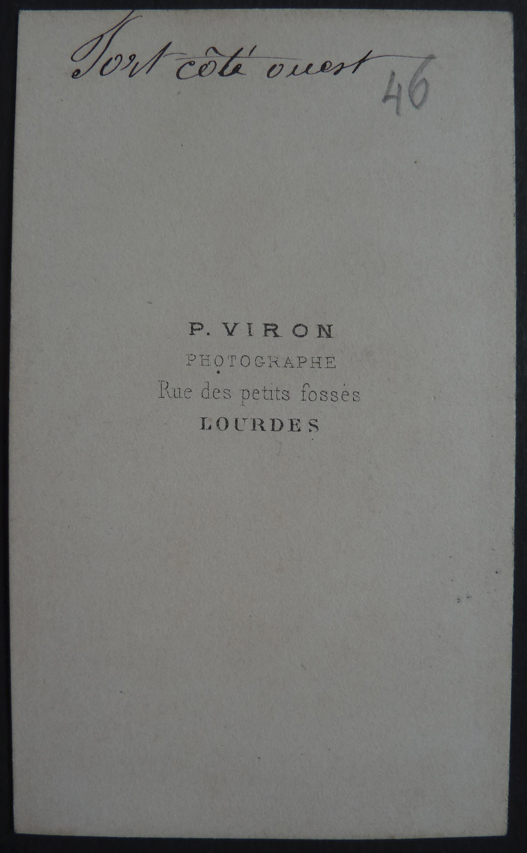 Fort côté ouest
46
P. VIRON
PHOTOGRAPHE
Rue des petits fossés
LOURDES